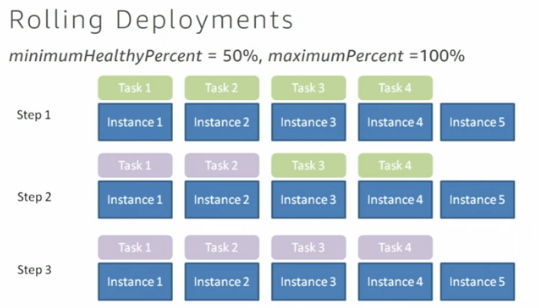 Rolling Deployments
minimumHealthyPercent = 50%, maximumPercent =100%
Task 1 Task 2 Task 3 Task 4
Step 1
Instance 1 Instance 2 Instance 3 Instance 4 Instance 5
Task 1 Task 2 Task 3 Task 4
Step 2
Instance 1 Instance 2 Instance 3 Instance 4 Instance 5
Task 1 Task 2 Task 3 Task 4
Step 3
Instance 1 Instance 2 Instance 3 Instance 4 Instance 5